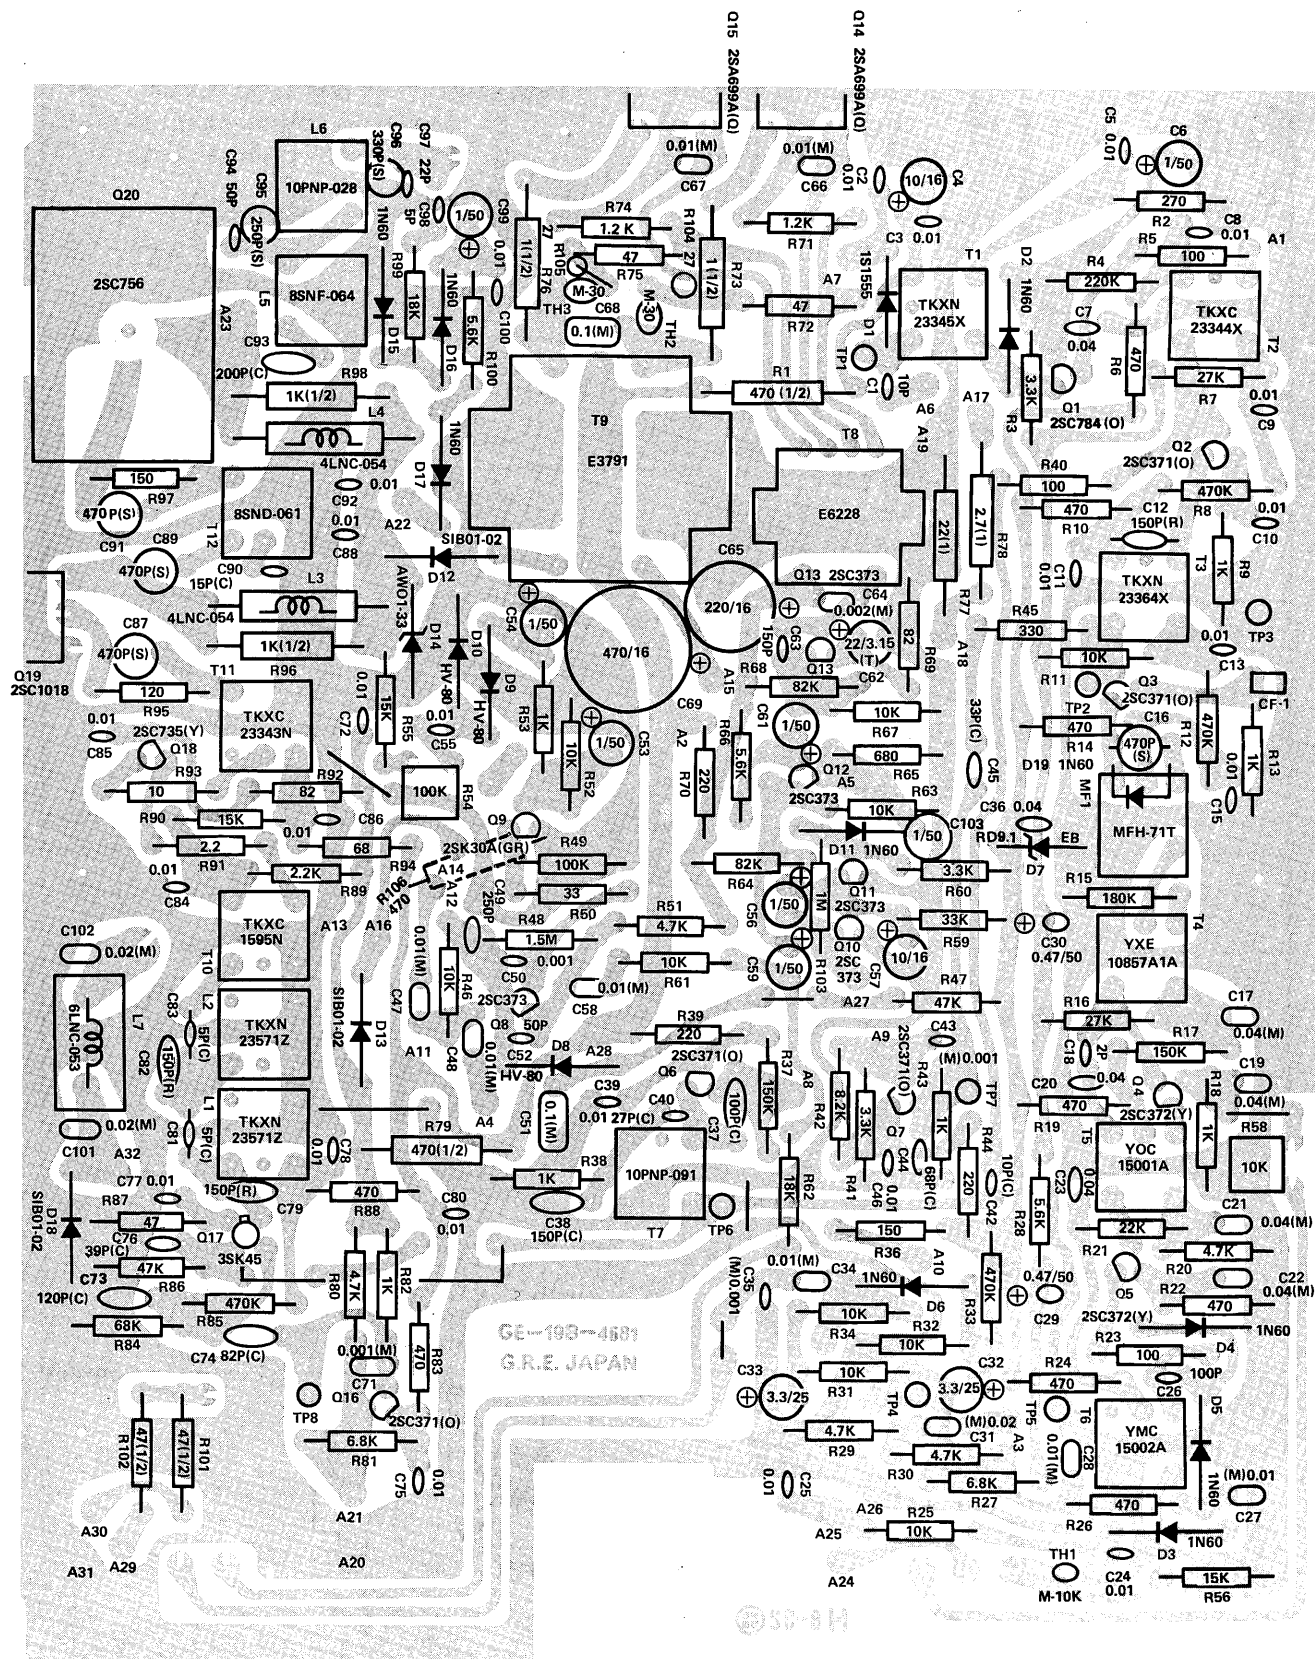 Q15 2SA699A(O)
Q14 2SA699A(O)
L6
10PNP-028
C96
330P(S)
C97
22P
C94 50P
C95
250P(S)
Q20
2SC756
1N60
5P
C98
1/50
C99
0.01
C100
27
1(1/2)
R76
R105
R74
1.2 K
47
R75
M-30
TH3
C68
0.1(M)
M-30
TH2
R104
27
1(1/2)
R73
0.01(M)
C67
0.01(M)
C66
C2
0.01
10/16
C4
C3 0.01
1.2K
R71
A7
47
R72
1S1555
D1
TP1
T1
TKXN
23345X
C1
10P
R1
470 (1/2)
A6
A17
D2
1N60
C5
0.01
C6
1/50
270
R2
C8
0.01
R5
100
A1
R4
220K
C7
0.04
TKXC
23344X
T2
470
R6
27K
R7
C9
0.01
3.3K
R3
Q1
2SC784(O)
L5
8SNF-064
A23
C93
200P(C)
R98
1K(1/2)
R99
18K
D15
1N60
D16
5.6K
R100
L4
4LNC-054
T9
E3791
T8
E6228
A19
1N60
D17
150
R97
470P(S)
C91
C89
470P(S)
8SND-061
T12
C92 0.01
0.01
C88
A22
SIB01-02
D12
C90
15P(C)
L3
4LNC-054
1K(1/2)
R96
AWO1-33
D14
D10
HV-80
D9
HV-80
1/50
C54
470/16
C69
C65
220/16
Q13 2SC373
C64
0.002(M)
150P
C63
Q13
22/3.15
(T)
C62
82
R69
22(1)
R77
2.7(1)
R78
A18
R40
100
470
R10
Q2
2SC371(O)
470K
R8
C12
150P(R)
0.01
C10
C11
0.01
T3
TKXN
23364X
R9
1K
TP3
R45
330
10K
R11
Q3
2SC371(O)
TP2
0.01
C13
CF-1
470
R14
C16
470P
(S)
470K
R12
0.01
C15
1K
R13
C87
470P(S)
Q19
2SC1018
120
R95
T11
TKXC
23343N
0.01
C72
15K
R55
0.01
C55
1K
R53
10K
R52
1/50
C53
A2
A15
R68
82K
C61
1/50
R66
5.6K
R70
220
10K
R67
680
R65
Q12
A5
2SC373
33P(C)
C45
D19 1N60
MF1
MFH-71T
0.01
C85
2SC735(Y)
Q18
R93
10
R92
82
100K
R54
R90
15K
0.01
C86
2.2
R91
68
R94
2.2K
R89
0.01
C84
Q9
2SK30A(GR)
A14
A12
R106
470
C49
250P
R49
100K
33
R50
R48
1.5M
0.001
C50
R51
4.7K
10K
R61
82K
R64
R63
10K
1/50
C103
D11 1N60
Q11
2SC373
3.3K
R60
33K
R59
C36 0.04
RD9.1 EB
D7
R15
180K
C30
0.47/50
T4
YXE
10857A1A
C102
0.02(M)
T10
TKXC
1595N
A13
A16
0.01(M)
C47
10K
R46
2SC373
Q8
50P
C52
0.01(M)
C58
C56
1/50
C59
1/50
1M
R103
Q10
2SC
373
C57
10/16
A27
R47
47K
6LNC-053
L7
C83
5P(C)
C82
150P(R)
L2
TKXN
23571Z
SIB01-02
D13
A11
C48
0.01(M)
D8
HV-80
A28
R39
220
2SC371(O)
Q6
R37
150K
A8
A9
C43
(M)0.001
R16
27K
C17
0.04(M)
R17
150K
C18
2P
C19
0.04(M)
C20
0.04
Q4
2SC372(Y)
C101
0.02(M)
C81
5P(C)
L1
TKXN
23571Z
0.01
C78
R79
470(1/2)
A4
C51
0.1(M)
C39
0.01
C40
27P(C)
C37
100P(C)
R42
8.2K
3.3K
R41
2SC371(O)
Q7
R43
1K
TP7
470
R19
T5
YOC
15001A
R18
1K
R58
10K
A32
R38
1K
C38
150P(C)
10PNP-091
T7
TP6
18K
R62
C44
68P(C)
C46
0.01
R44
220
10P(C)
C42
R28
5.6K
C23
0.04
SIB01-02
D18
C77 0.01
R87
47
C76
39P(C)
47K
R86
150P(R)
C79
Q17
3SK45
470
R88
C80
0.01
150
R36
22K
R21
Q5
C21
0.04(M)
4.7K
R20
C73
120P(C)
R85
470K
68K
R84
C74 82P(C)
R80
4.7K
1K
R82
(M)0.001
C35
0.01(M)
C34
1N60
D6
A10
470K
R33
0.47/50
C29
2SC372(Y)
C22
0.04(M)
R22
470
D4
1N60
10K
R34
R32
10K
R23
100
100P
C26
GE-19B-4681
G.R.E. JAPAN
0.001(M)
C71
R83
470
TP8
Q16
2SC371(O)
6.8K
R81
C33
3.3/25
10K
R31
TP4
C32
3.3/25
R24
470
TP5
T6
YMC
15002A
D5
1N60
47(1/2)
R102
47(1/2)
R101
C75
0.01
4.7K
R29
(M)0.02
C31
4.7K
R30
A3
0.01(M)
C28
6.8K
R27
0.01
C25
470
R26
(M)0.01
C27
A21
A20
A30
A29
A31
A26
A25
R25
10K
A24
D3
1N60
TH1
M-10K
C24
0.01
15K
R56